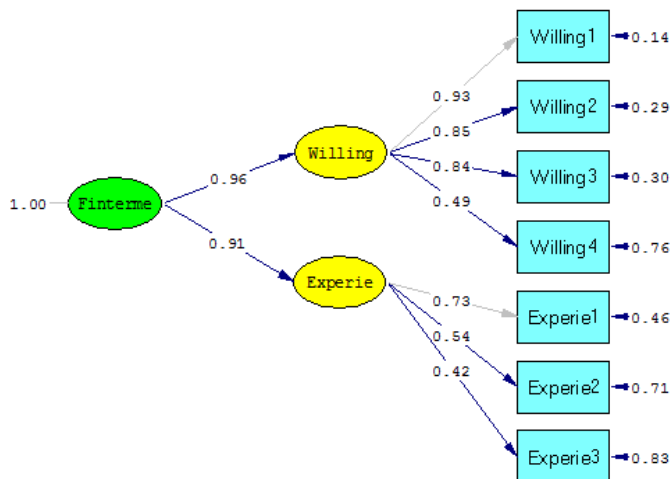 Willing1
0.14
0.93
Willing2
0.29
0.85
Willing
Willing3
0.30
0.84
0.96
0.49
1.00
Finterme
Willing4
0.76
0.91
Experie
0.73
Experie1
0.46
0.54
0.42
Experie2
0.71
Experie3
0.83